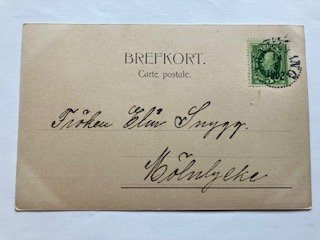 BREFKORT.
Carte postale.
Fröken Elin Snygg.
Mölnlycke